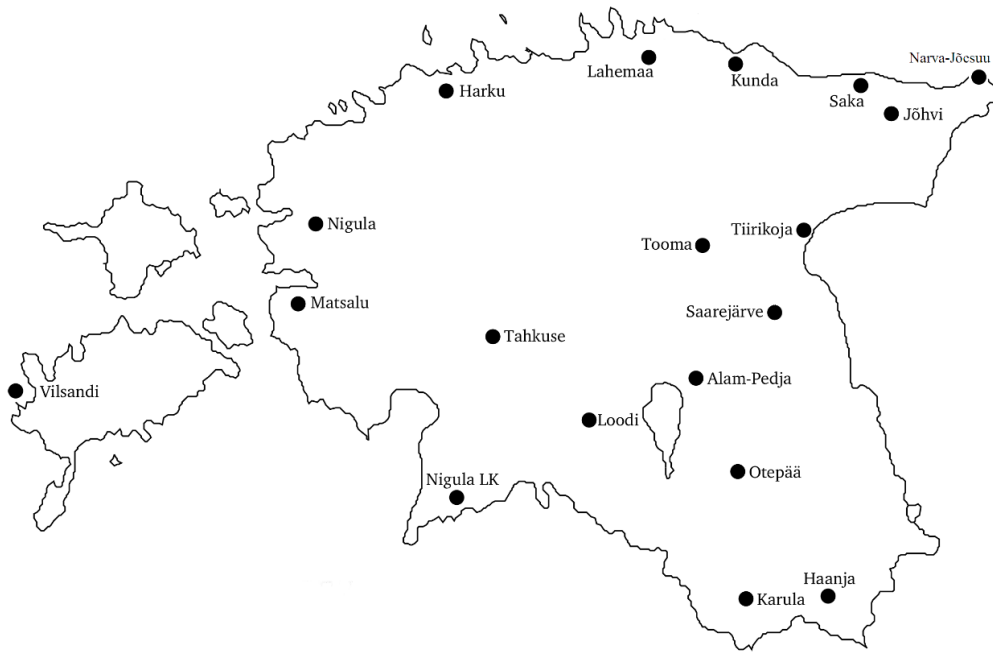 Narva-Jõesuu
Lahemaa
Kunda
Harku
Saka
Jõhvi
Nigula
Tiirikoja
Tooma
Matsalu
Saarejärve
Tahkuse
Alam-Pedja
Vilsandi
Loodi
Otepää
Nigula LK
Haanja
Karula